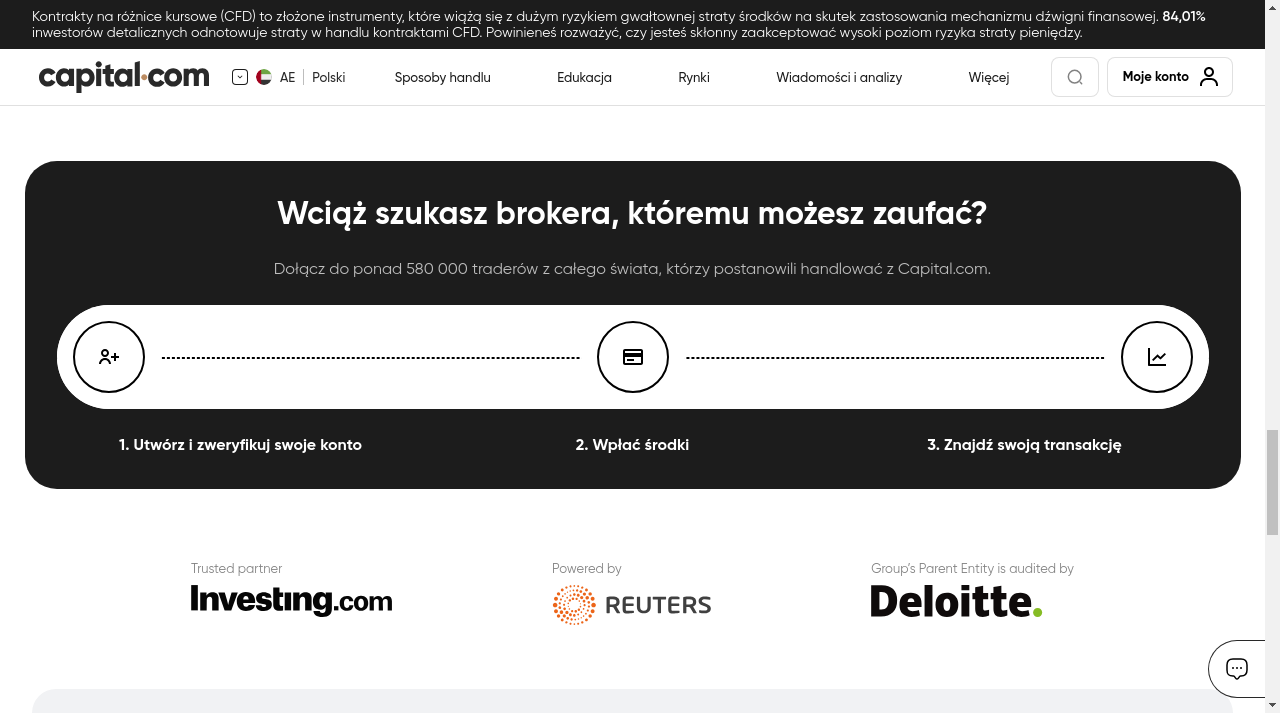 Kontrakty na różnice kursowe (CFD) to złożone instrumenty, które wiążą się z dużym ryzykiem gwałtownej straty środków na skutek zastosowania mechanizmu dźwigni finansowej. 84,01%
inwestorów detalicznych odnotowuje straty w handlu kontraktami CFD. Powinieneś rozważyć, czy jesteś skłonny zaakceptować wysoki poziom ryzyka straty pieniędzy.
capital.com AE Polski Sposoby handlu Edukacja Rynki Wiadomości i analizy Więcej Moje konto
Wciąż szukasz brokera, któremu możesz zaufać?
Dołącz do ponad 580 000 traderów z całego świata, którzy postanowili handlować z Capital.com.
1. Utwórz i zweryfikuj swoje konto 2. Wpłać środki 3. Znajdź swoją transakcję
Trusted partner Powered by Group's Parent Entity is audited by
Investing.com REUTERS Deloitte.